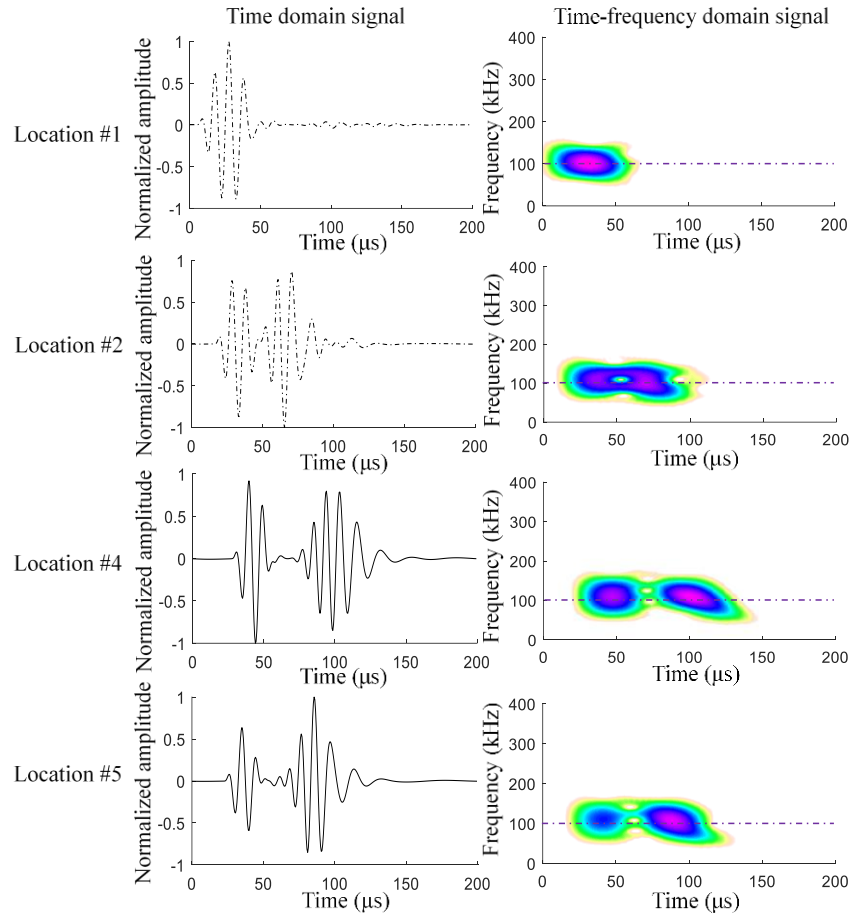 Time domain signal
Time-frequency domain signal
Location #1
Normalized amplitude
1
0.5
0
-0.5
-1
0 50 100 150 200
Time (μs)
Frequency (kHz)
400
300
200
100
0
0 50 100 150 200
Time (μs)
Location #2
Normalized amplitude
1
0.5
0
-0.5
-1
0 50 100 150 200
Time (μs)
Frequency (kHz)
400
300
200
100
0
0 50 100 150 200
Time (μs)
Location #4
Normalized amplitude
1
0.5
0
-0.5
-1
0 50 100 150 200
Time (μs)
Frequency (kHz)
400
300
200
100
0
0 50 100 150 200
Time (μs)
Location #5
Normalized amplitude
1
0.5
0
-0.5
-1
0 50 100 150 200
Time (μs)
Frequency (kHz)
400
300
200
100
0
0 50 100 150 200
Time (μs)